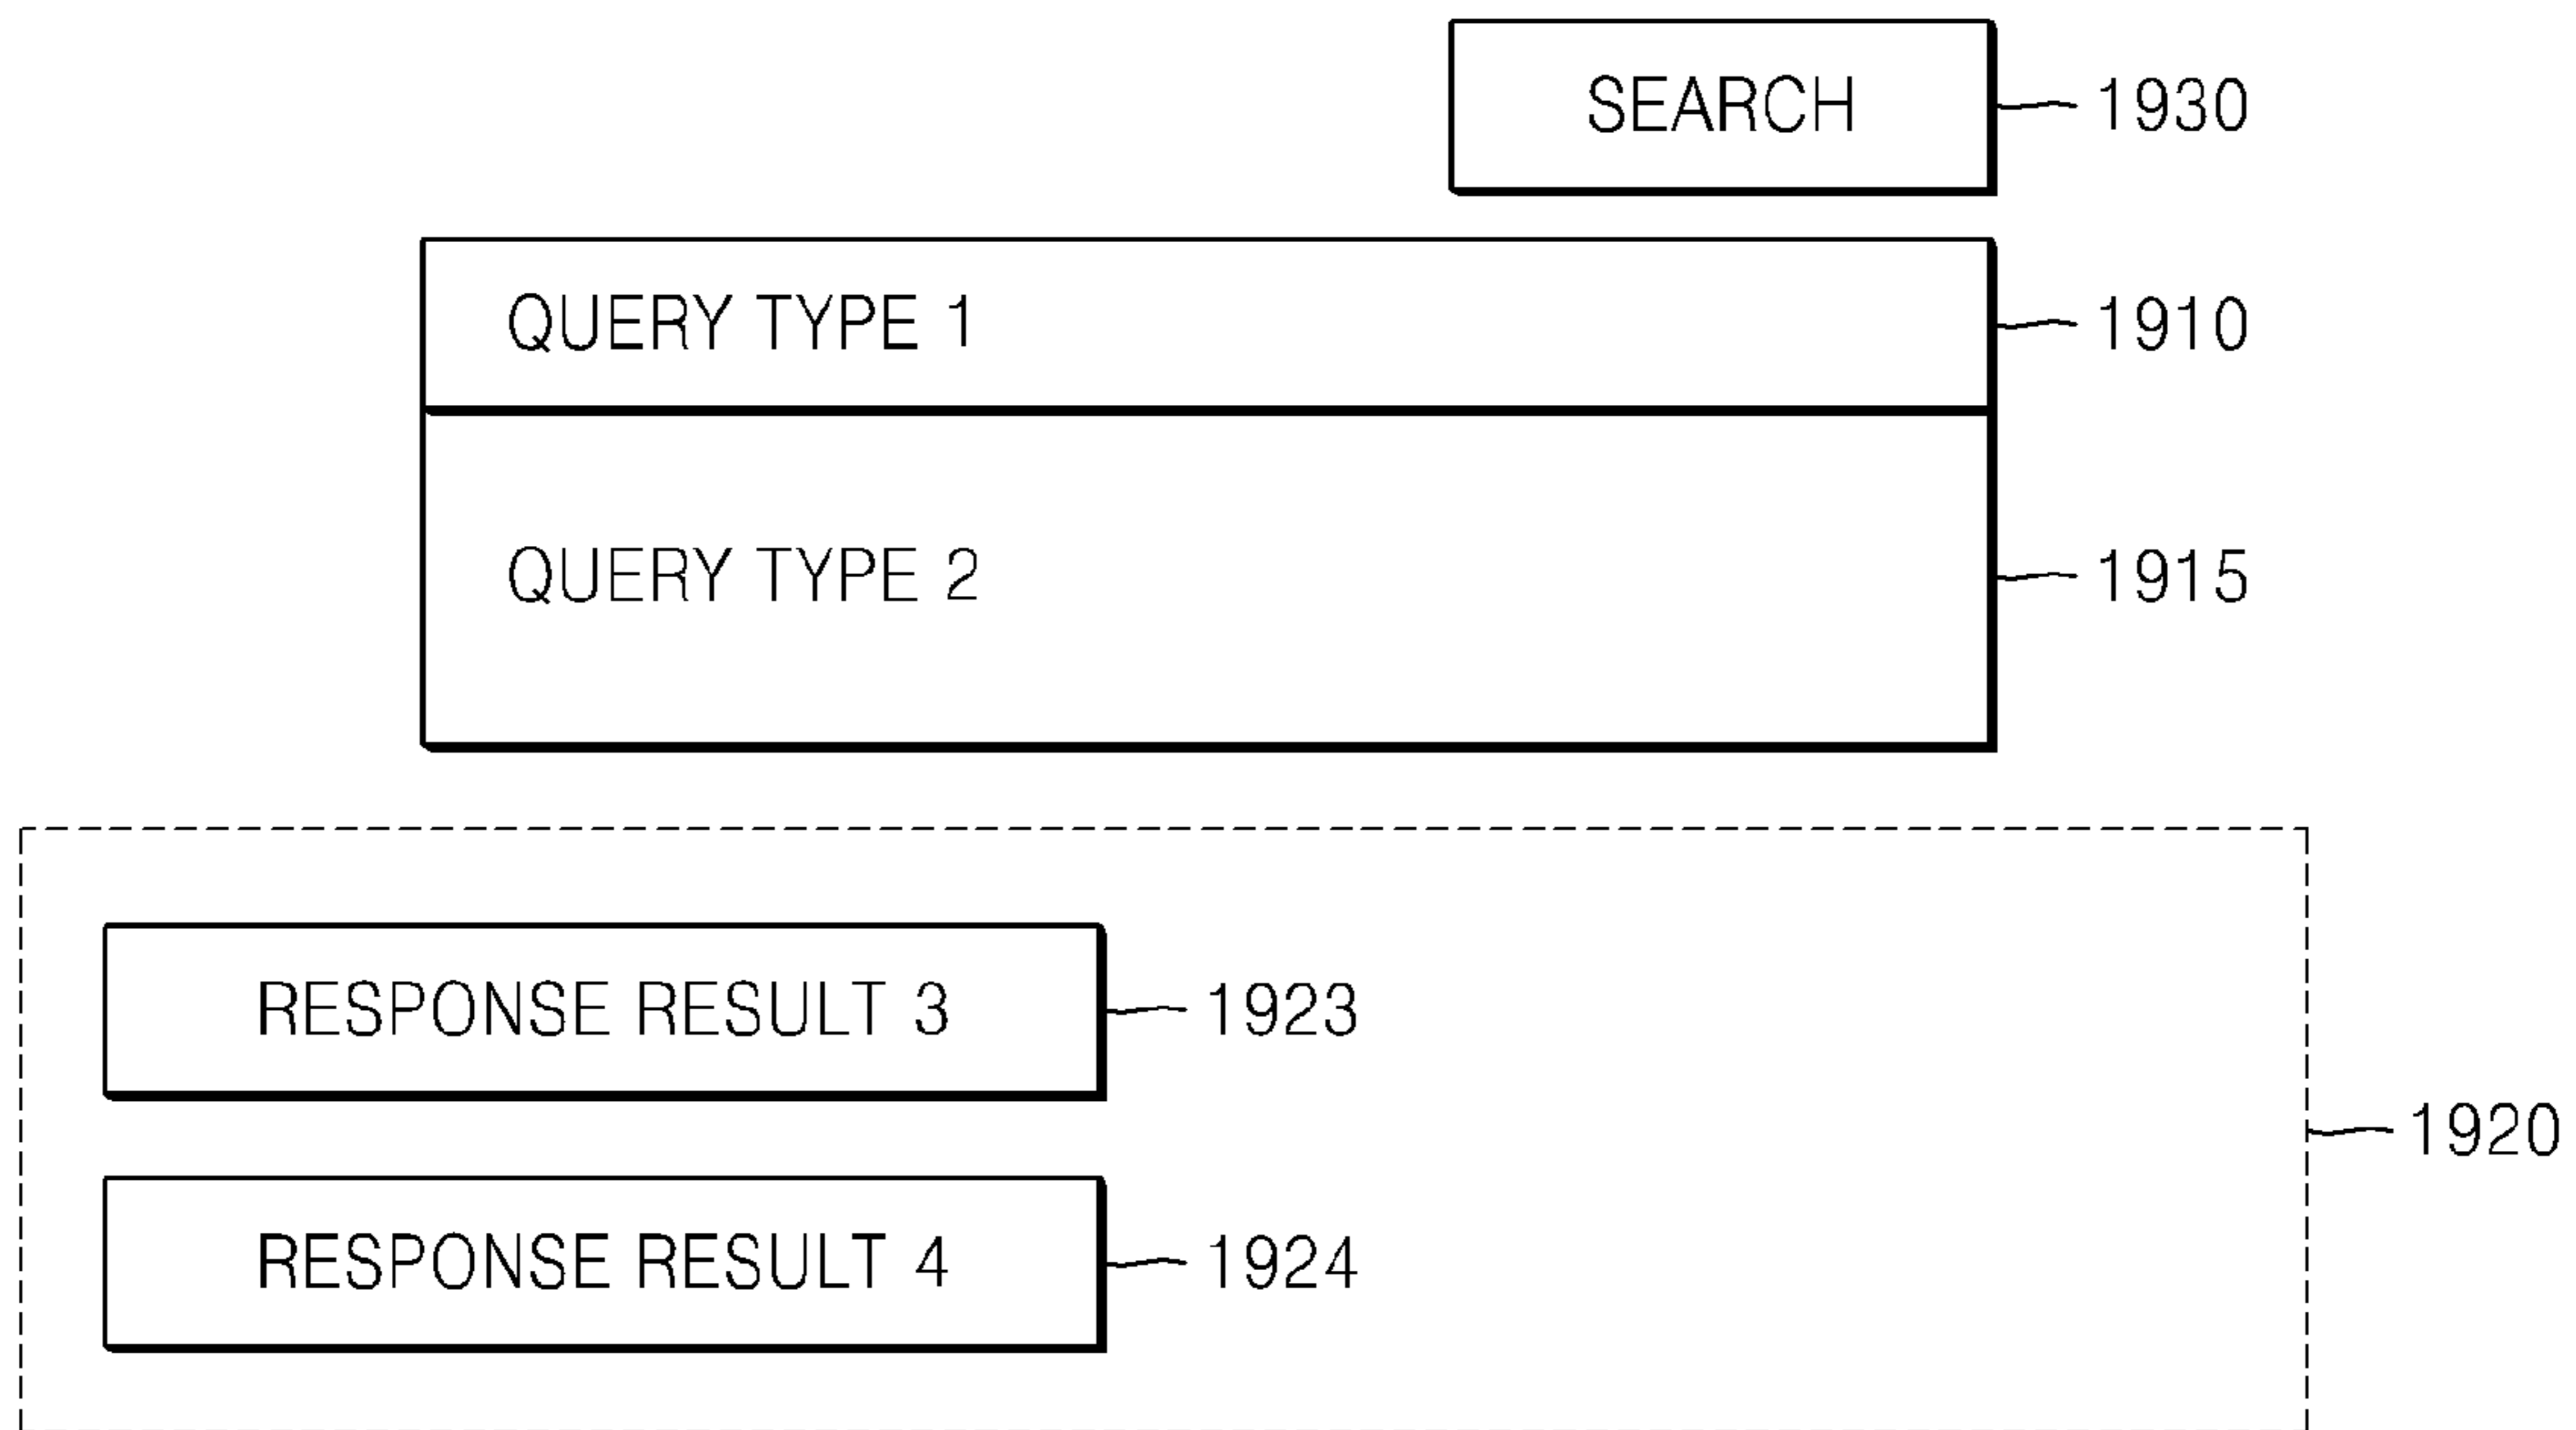 SEARCH 1930
QUERY TYPE 1 1910
QUERY TYPE 2 1915
RESPONSE RESULT 3 1923
1920
RESPONSE RESULT 4 1924